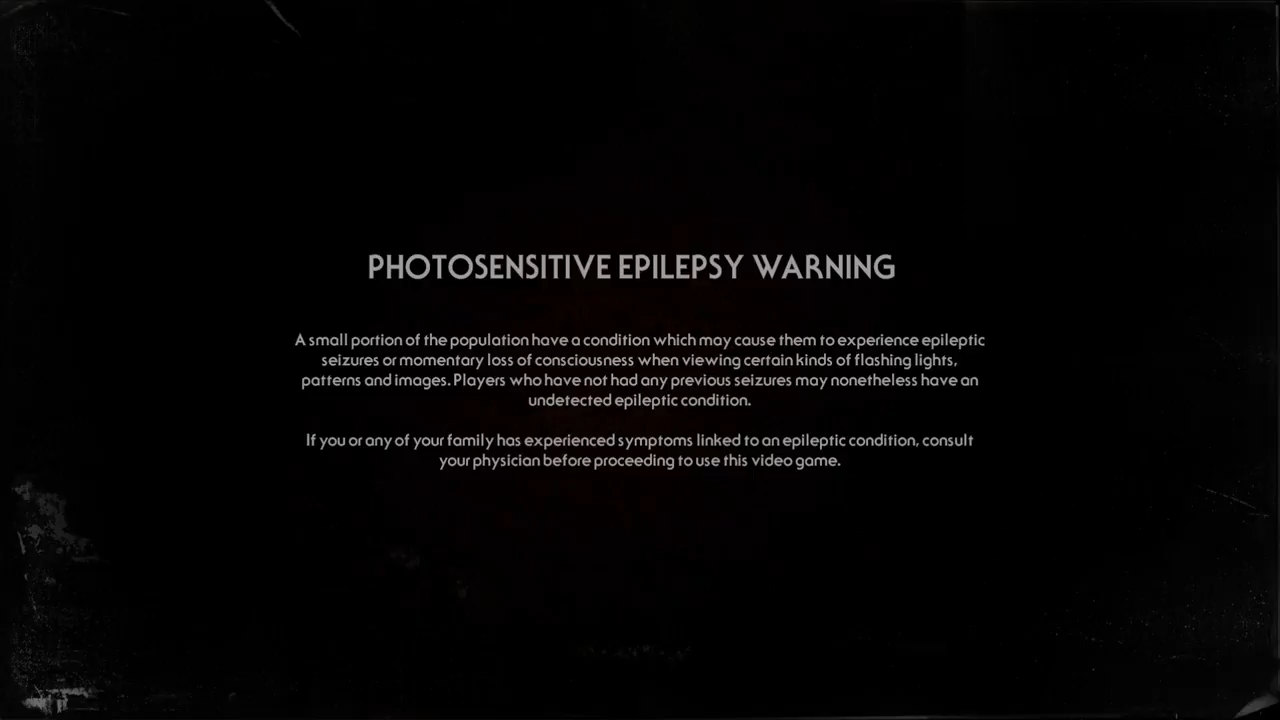 PHOTOSENSITIVE EPILEPSY WARNING
A small portion of the population have a condition which may cause them to experience epileptic
seizures or momentary loss of consciousness when viewing certain kinds of flashing lights,
patterns and images. Players who have not had any previous seizures may nonetheless have an
undetected epileptic condition.
If you or any of your family has experienced symptoms linked to an epileptic condition, consult
your physician before proceeding to use this video game.